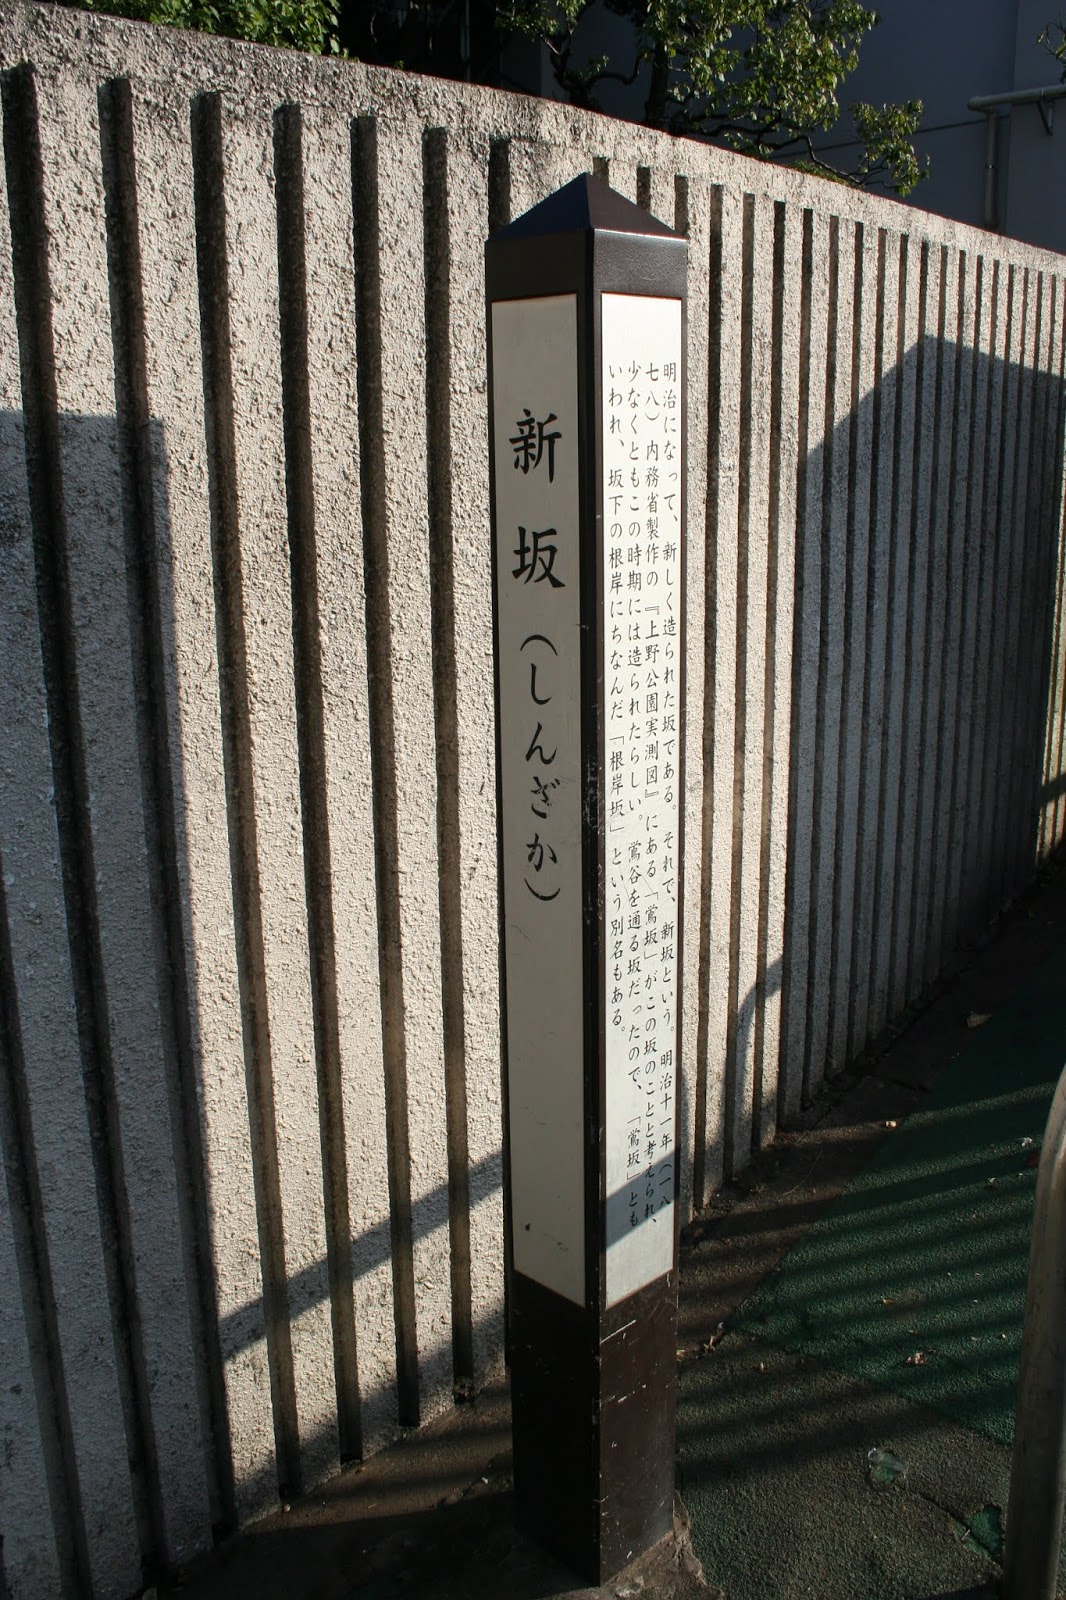 新坂(しんざか)
明治になって、新しく造られた坂である。それで、新坂という。明治十一年(一八
七八)内務省製作の『上野公園実測図』にある「鶯坂」がこの坂のことと考えられ、
少なくともこの時期には造られたらしい。鶯谷を通る坂だったので、「鶯坂」とも
いわれ、坂下の根岸にちなんだ「根岸坂」という別名もある。